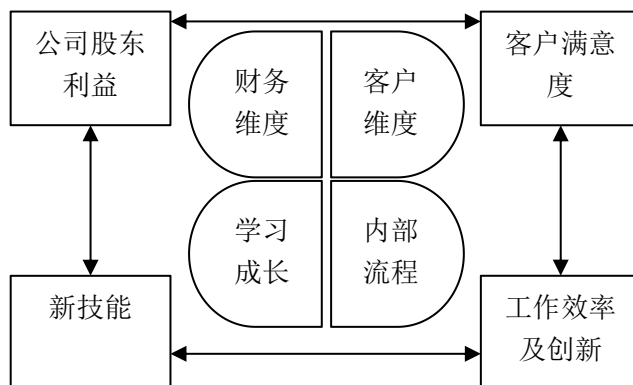 公司股东
利益
财务
维度
客户
维度
客户满意
度
学习
成长
内部
流程
新技能
工作效率
及创新